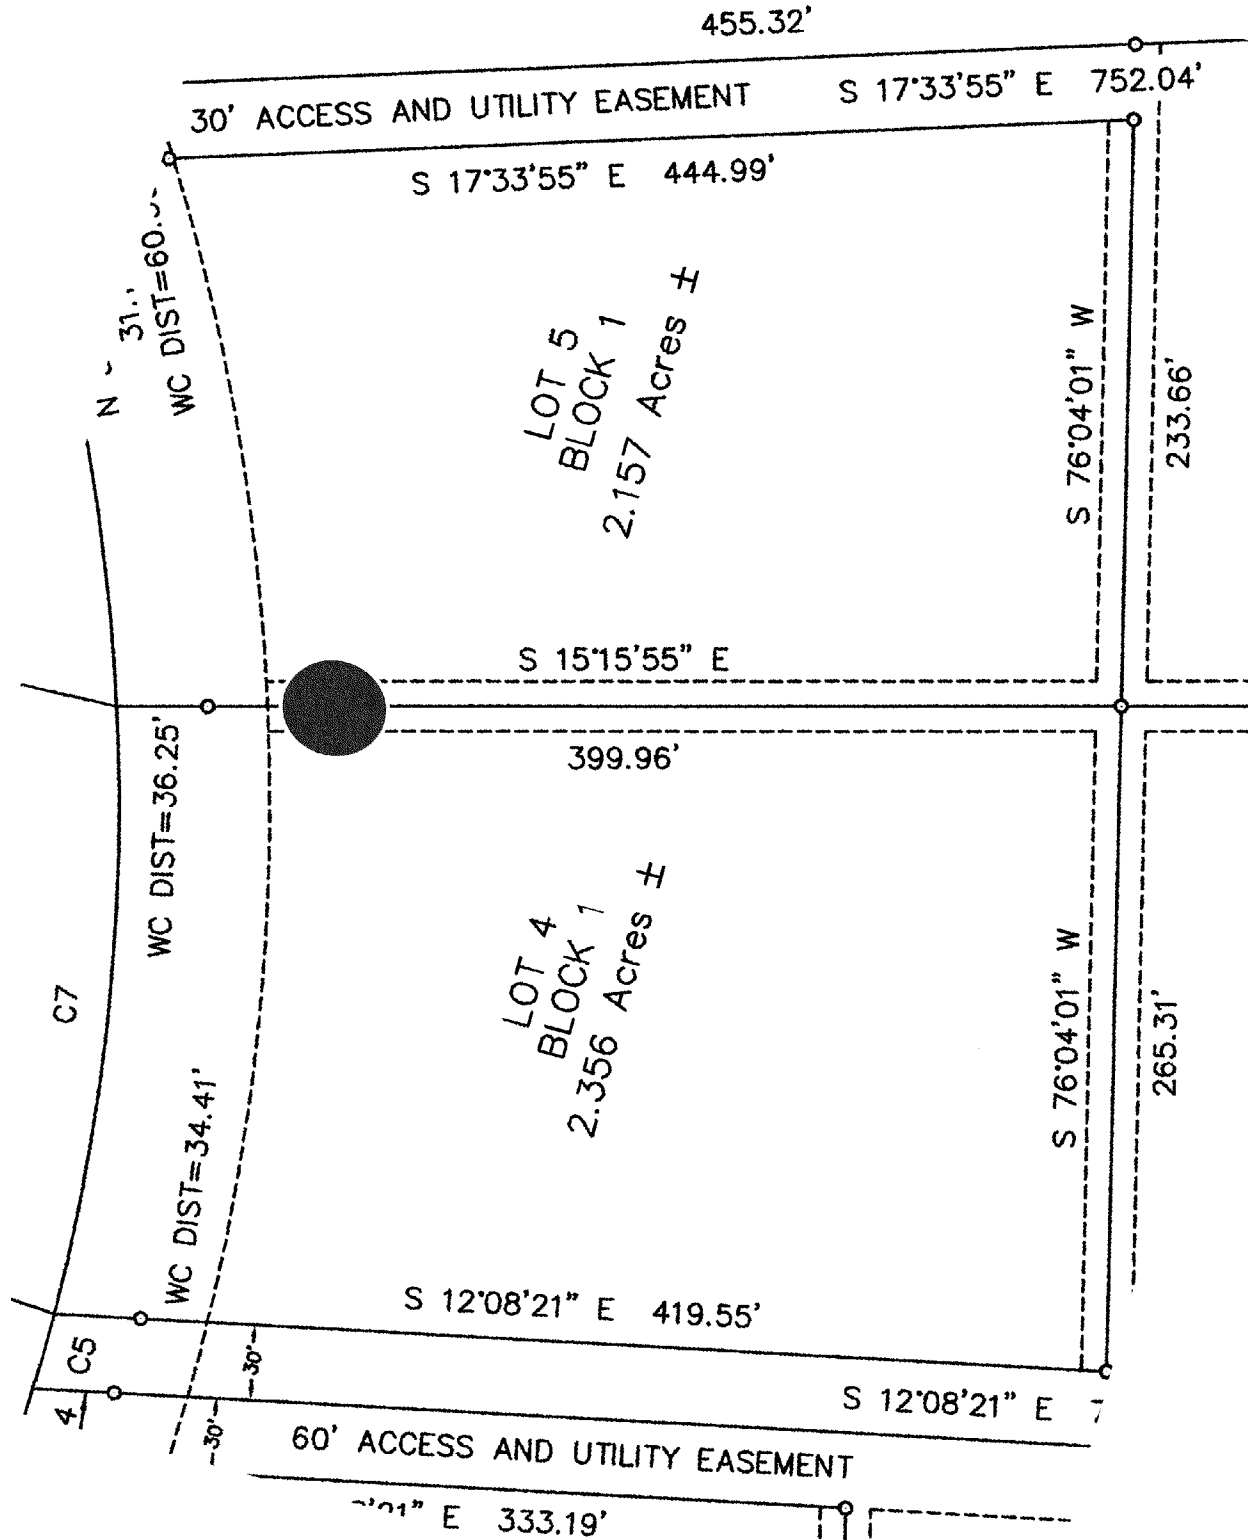 455.32'
30' ACCESS AND UTILITY EASEMENT
S 17°33'55" E 752.04'
S 17°33'55" E 444.99'
N
WC DIST=60.
LOT 5
BLOCK 1
2.157 Acres ±
S 76°04'01" W
233.66'
S 15°15'55" E
399.96'
WC DIST=36.25'
C7
LOT 4
BLOCK 1
2.356 Acres ±
S 76°04'01" W
265.31'
WC DIST=34.41'
S 12°08'21" E 419.55'
C5
30'
4
S 12°08'21" E 7
30'
60' ACCESS AND UTILITY EASEMENT
E 333.19'